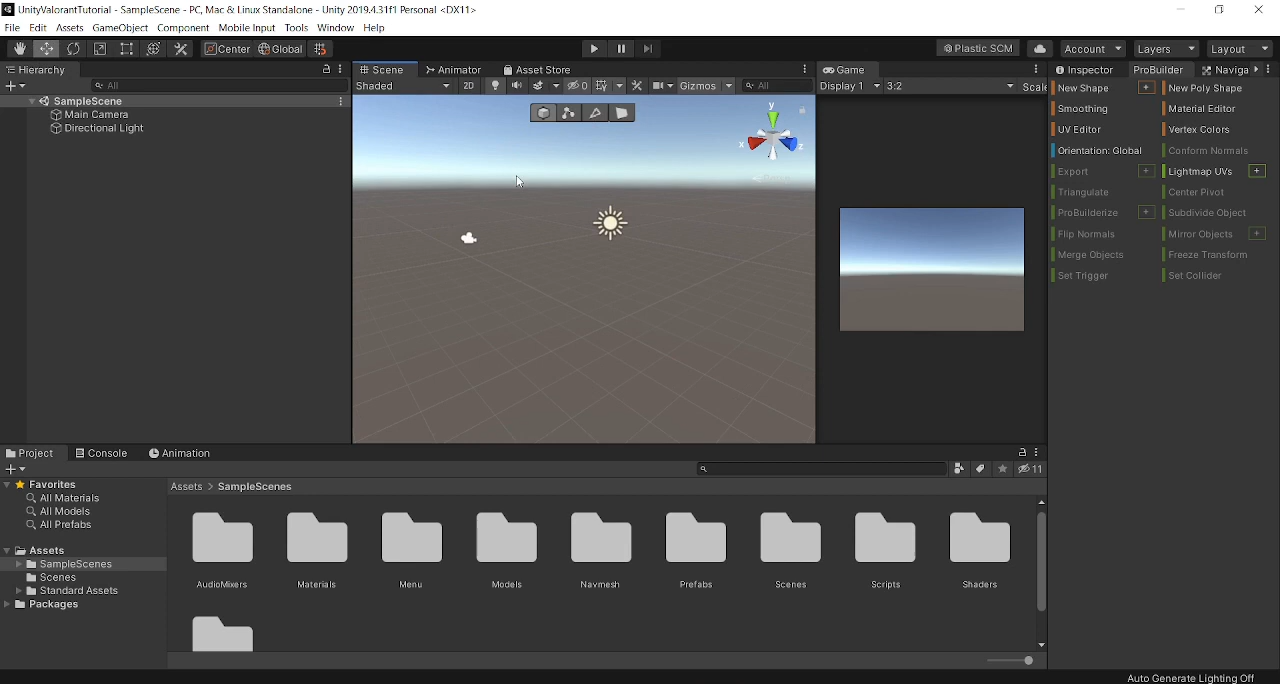 UnityValorantTutorial - SampleScene - PC, Mac & Linux Standalone - Unity 2019.4.31f1 Personal <DX11>
File Edit Assets GameObject Component Mobile Input Tools Window Help
Center Global Plastic SCM Account Layers Layout
Hierarchy
All
SampleScene
Main Camera
Directional Light
Scene Animator Asset Store
Shaded 2D 0 Gizmos All
y
x z
Game
Display 1 3:2 Scale
Inspector ProBuilder Naviga
New Shape + New Poly Shape
Smoothing Material Editor
UV Editor Vertex Colors
Orientation: Global Conform Normals
Export + Lightmap UVs +
Triangulate Center Pivot
ProBuilderize + Subdivide Object
Flip Normals Mirror Objects +
Merge Objects Freeze Transform
Set Trigger Set Collider
Project Console Animation
11
Favorites
All Materials
All Models
All Prefabs
Assets
SampleScenes
Scenes
Standard Assets
Packages
Assets > SampleScenes
AudioMixers Materials Menu Models Navmesh Prefabs Scenes Scripts Shaders
Auto Generate Lighting Off